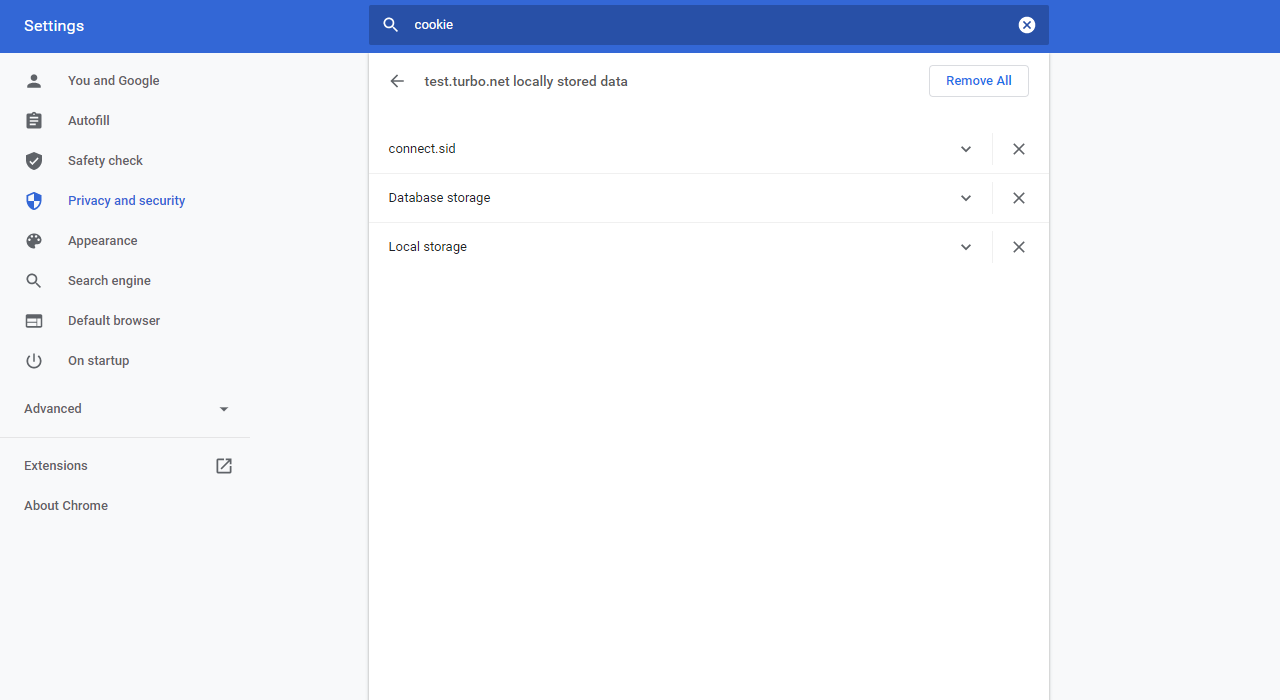 Settings
cookie
You and Google
Autofill
Safety check
Privacy and security
Appearance
Search engine
Default browser
On startup
Advanced
Extensions
About Chrome
test.turbo.net locally stored data
Remove All
connect.sid
Database storage
Local storage